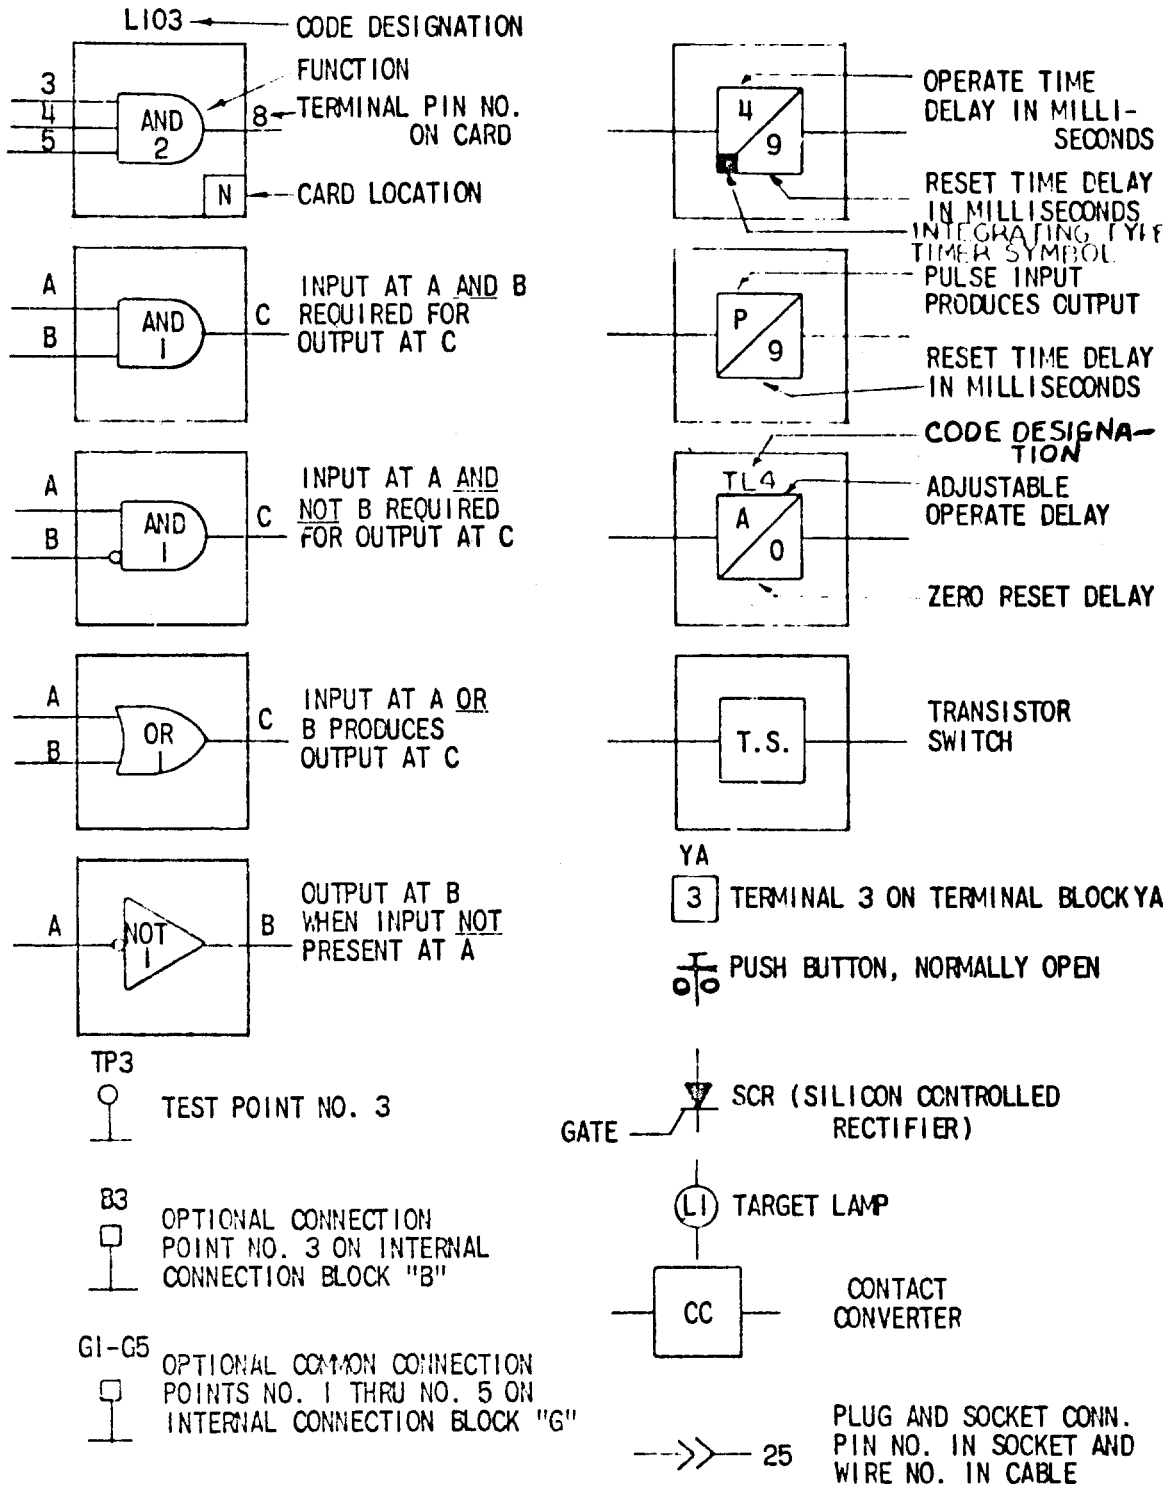 L103
CODE DESIGNATION
FUNCTION
3
4
5
AND
2
8
TERMINAL PIN NO.
ON CARD
N
CARD LOCATION
A
B
AND
1
C
INPUT AT A AND B
REQUIRED FOR
OUTPUT AT C
A
B
AND
1
C
INPUT AT A AND
NOT B REQUIRED
FOR OUTPUT AT C
A
B
OR
1
C
INPUT AT A OR
B PRODUCES
OUTPUT AT C
A
NOT
1
B
OUTPUT AT B
WHEN INPUT NOT
PRESENT AT A
TP3
TEST POINT NO. 3
B3
OPTIONAL CONNECTION
POINT NO. 3 ON INTERNAL
CONNECTION BLOCK "B"
G1-G5
OPTIONAL COMMON CONNECTION
POINTS NO. 1 THRU NO. 5 ON
INTERNAL CONNECTION BLOCK "G"
4
9
OPERATE TIME
DELAY IN MILLI-
SECONDS
RESET TIME DELAY
IN MILLISECONDS
INTEGRATING TYPE
TIMER SYMBOL
P
9
PULSE INPUT
PRODUCES OUTPUT
RESET TIME DELAY
IN MILLISECONDS
CODE DESIGNA-
TION
TL4
A
0
ADJUSTABLE
OPERATE DELAY
ZERO RESET DELAY
T.S.
TRANSISTOR
SWITCH
YA
3
TERMINAL 3 ON TERMINAL BLOCK YA
PUSH BUTTON, NORMALLY OPEN
GATE
SCR (SILICON CONTROLLED
RECTIFIER)
L1
TARGET LAMP
CC
CONTACT
CONVERTER
25
PLUG AND SOCKET CONN.
PIN NO. IN SOCKET AND
WIRE NO. IN CABLE